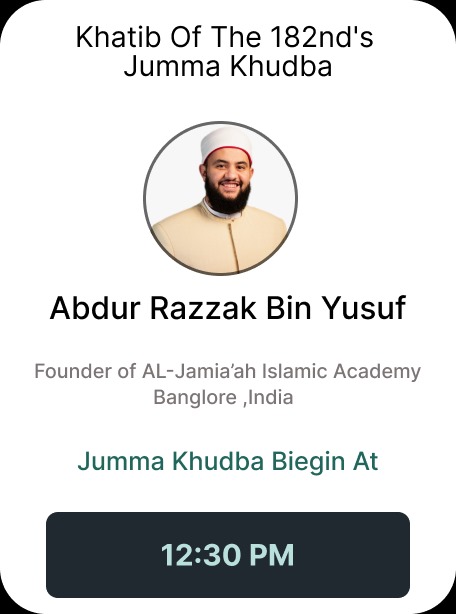 Khatib Of The 182nd's
Jumma Khudba
Abdur Razzak Bin Yusuf
Founder of AL-Jamia’ah Islamic Academy
Banglore ,India
Jumma Khudba Biegin At
12:30 PM